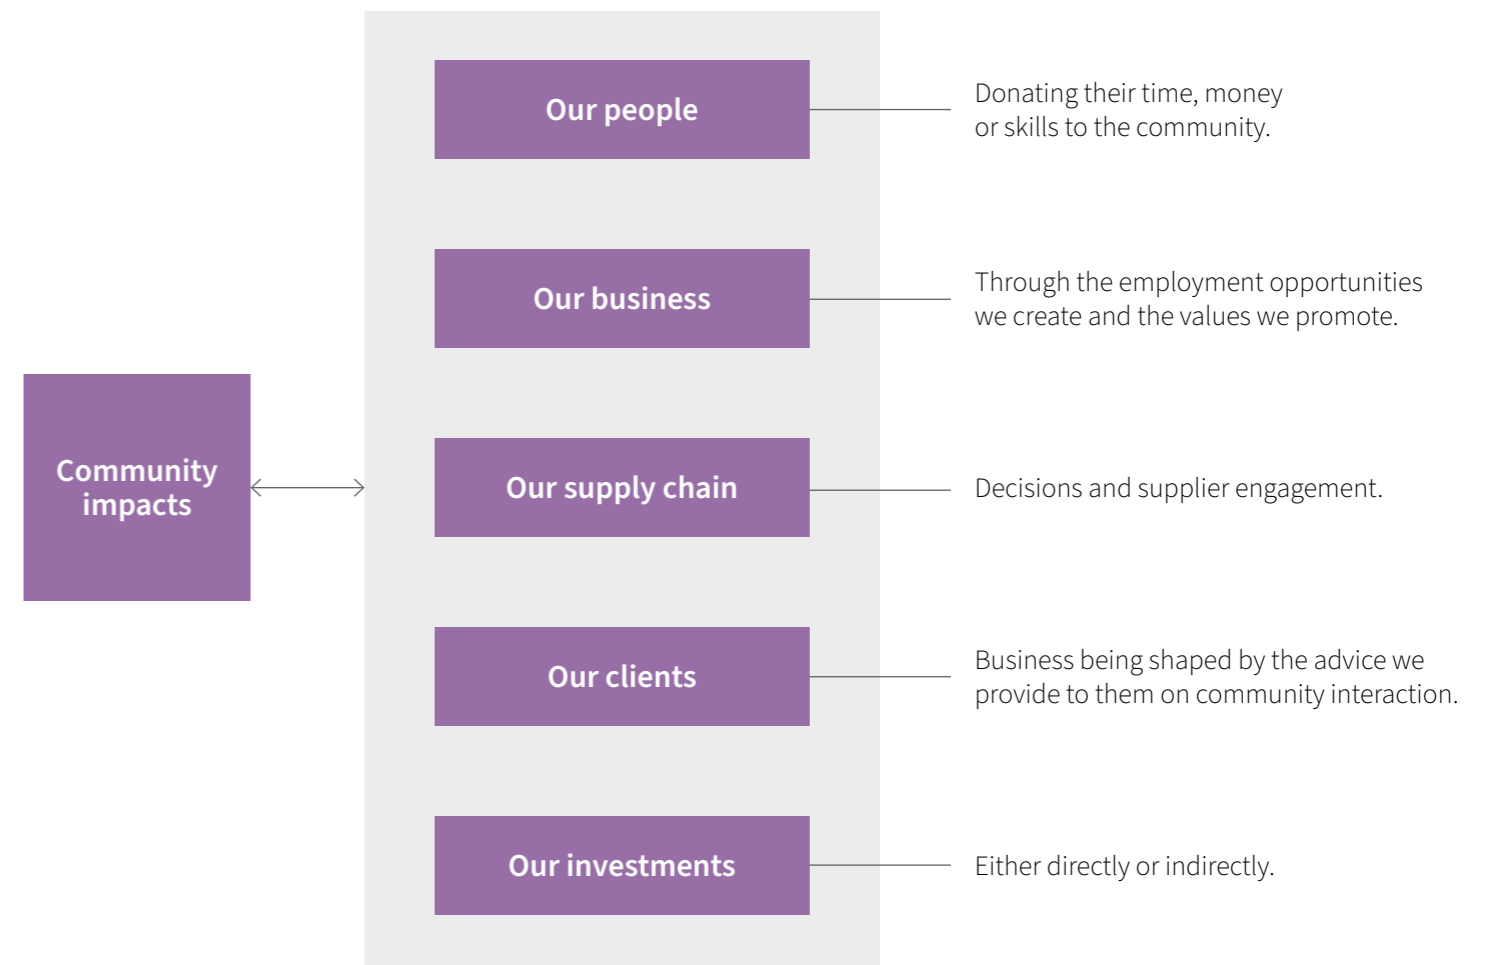 Community
impacts
Our people
Donating their time, money
or skills to the community.
Our business
Through the employment opportunities
we create and the values we promote.
Our supply chain
Decisions and supplier engagement.
Our clients
Business being shaped by the advice we
provide to them on community interaction.
Our investments
Either directly or indirectly.